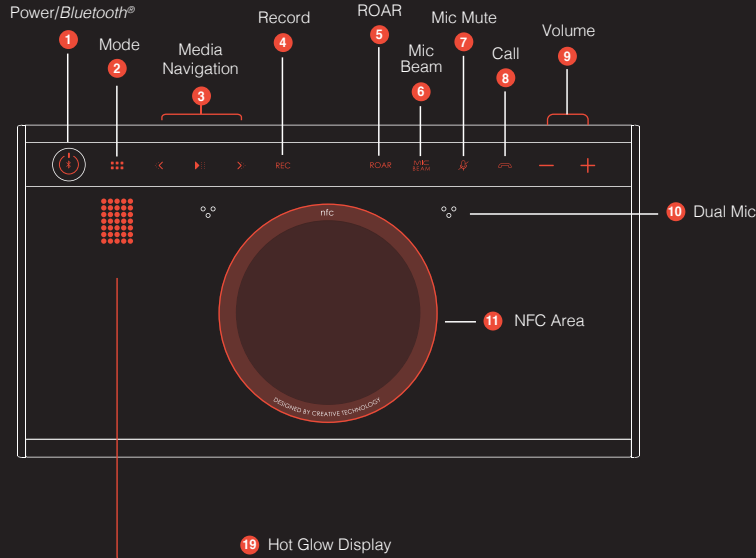 Power/Bluetooth®
1
Mode
2
Media
Navigation
3
Record
4
ROAR
5
Mic
Beam
6
Mic Mute
7
Call
8
Volume
9
REC
ROAR
MIC
BEAM
nfc
10 Dual Mic
11 NFC Area
DESIGNED BY CREATIVE TECHNOLOGY
19 Hot Glow Display